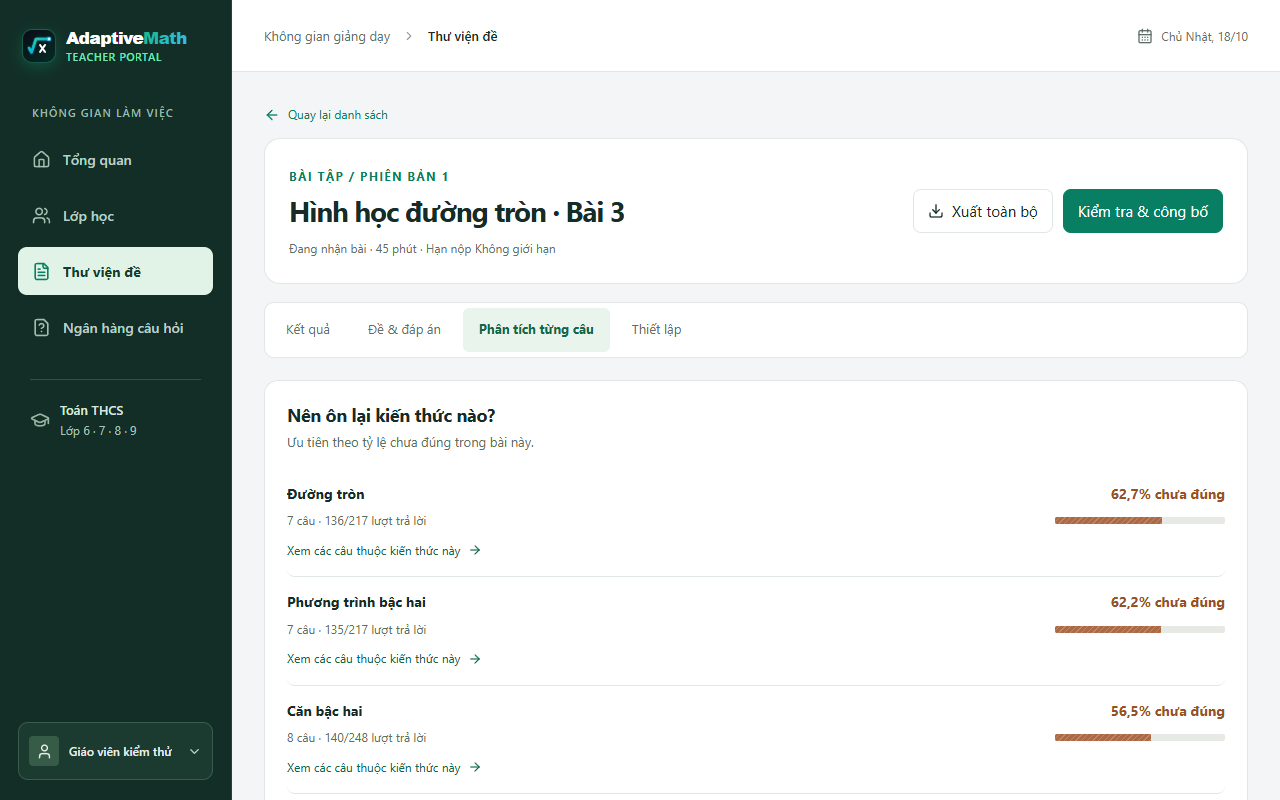 AdaptiveMath
TEACHER PORTAL
KHÔNG GIAN LÀM VIỆC
Tổng quan
Lớp học
Thư viện đề
Ngân hàng câu hỏi
Toán THCS
Lớp 6 · 7 · 8 · 9
Giáo viên kiểm thử
Không gian giảng dạy > Thư viện đề
Chủ Nhật, 18/10
Quay lại danh sách
BÀI TẬP / PHIÊN BẢN 1
Hình học đường tròn · Bài 3
Đang nhận bài · 45 phút · Hạn nộp Không giới hạn
Xuất toàn bộ
Kiểm tra & công bố
Kết quả
Đề & đáp án
Phân tích từng câu
Thiết lập
Nên ôn lại kiến thức nào?
Ưu tiên theo tỷ lệ chưa đúng trong bài này.
Đường tròn
62,7% chưa đúng
7 câu · 136/217 lượt trả lời
Xem các câu thuộc kiến thức này →
Phương trình bậc hai
62,2% chưa đúng
7 câu · 135/217 lượt trả lời
Xem các câu thuộc kiến thức này →
Căn bậc hai
56,5% chưa đúng
8 câu · 140/248 lượt trả lời
Xem các câu thuộc kiến thức này →